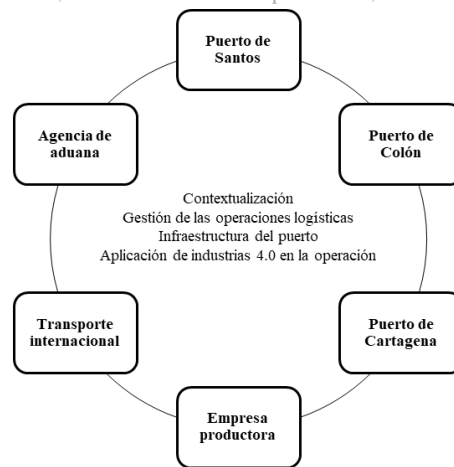 Puerto de
Santos
Agencia de
aduana
Puerto de
Colón
Contextualización
Gestión de las operaciones logísticas
Infraestructura del puerto
Aplicación de industrias 4.0 en la operación
Transporte
internacional
Puerto de
Cartagena
Empresa
productora